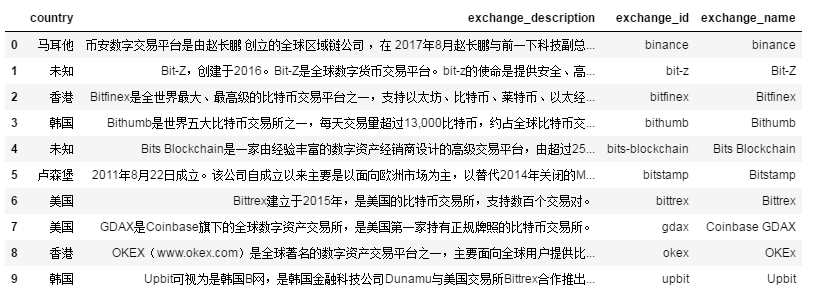 country exchange_description exchange_id exchange_name
0 马耳他 币安数字交易平台是由赵长鹏 创立的全球区域链公司 ，在 2017年8月赵长鹏与前一下科技副总... binance binance
1 未知 Bit-Z，创建于2016。Bit-Z是全球数字货币交易平台。bit-z的使命是提供安全、高... bit-z Bit-Z
2 香港 Bitfinex是全世界最大、最高级的比特币交易平台之一，支持以太坊、比特币、莱特币、以太经... bitfinex Bitfinex
3 韩国 Bithumb是世界五大比特币交易所之一，每天交易量超过13,000比特币，约占全球比特币交... bithumb Bithumb
4 未知 Bits Blockchain是一家由经验丰富的数字资产经销商设计的高级交易平台，由超过25... bits-blockchain Bits Blockchain
5 卢森堡 2011年8月22日成立。该公司自成立以来主要是以面向欧洲市场为主，以替代2014年关闭的M... bitstamp Bitstamp
6 美国 Bittrex建立于2015年，是美国的比特币交易所，支持数百个交易对。 bittrex Bittrex
7 美国 GDAX是Coinbase旗下的全球数字资产交易所，是美国第一家持有正规牌照的比特币交易所。 gdax Coinbase GDAX
8 香港 OKEX（www.okex.com）是全球著名的数字资产交易平台之一，主要面向全球用户提供比... okex OKEx
9 韩国 Upbit可视为是韩国B网，是韩国金融科技公司Dunamu与美国交易所Bittrex合作推出... upbit Upbit